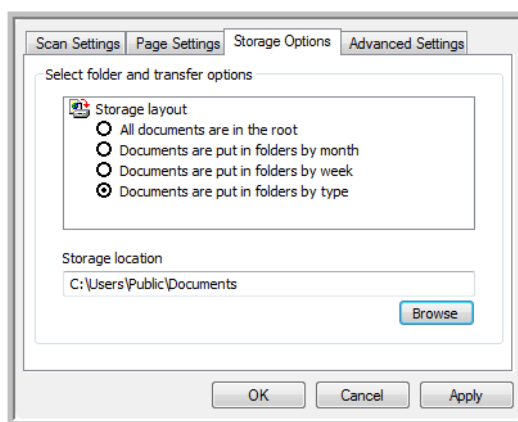 Scan Settings Page Settings Storage Options Advanced Settings
Select folder and transfer options
Storage layout
All documents are in the root
Documents are put in folders by month
Documents are put in folders by week
Documents are put in folders by type
Storage location
C:\Users\Public\Documents
Browse
OK Cancel Apply